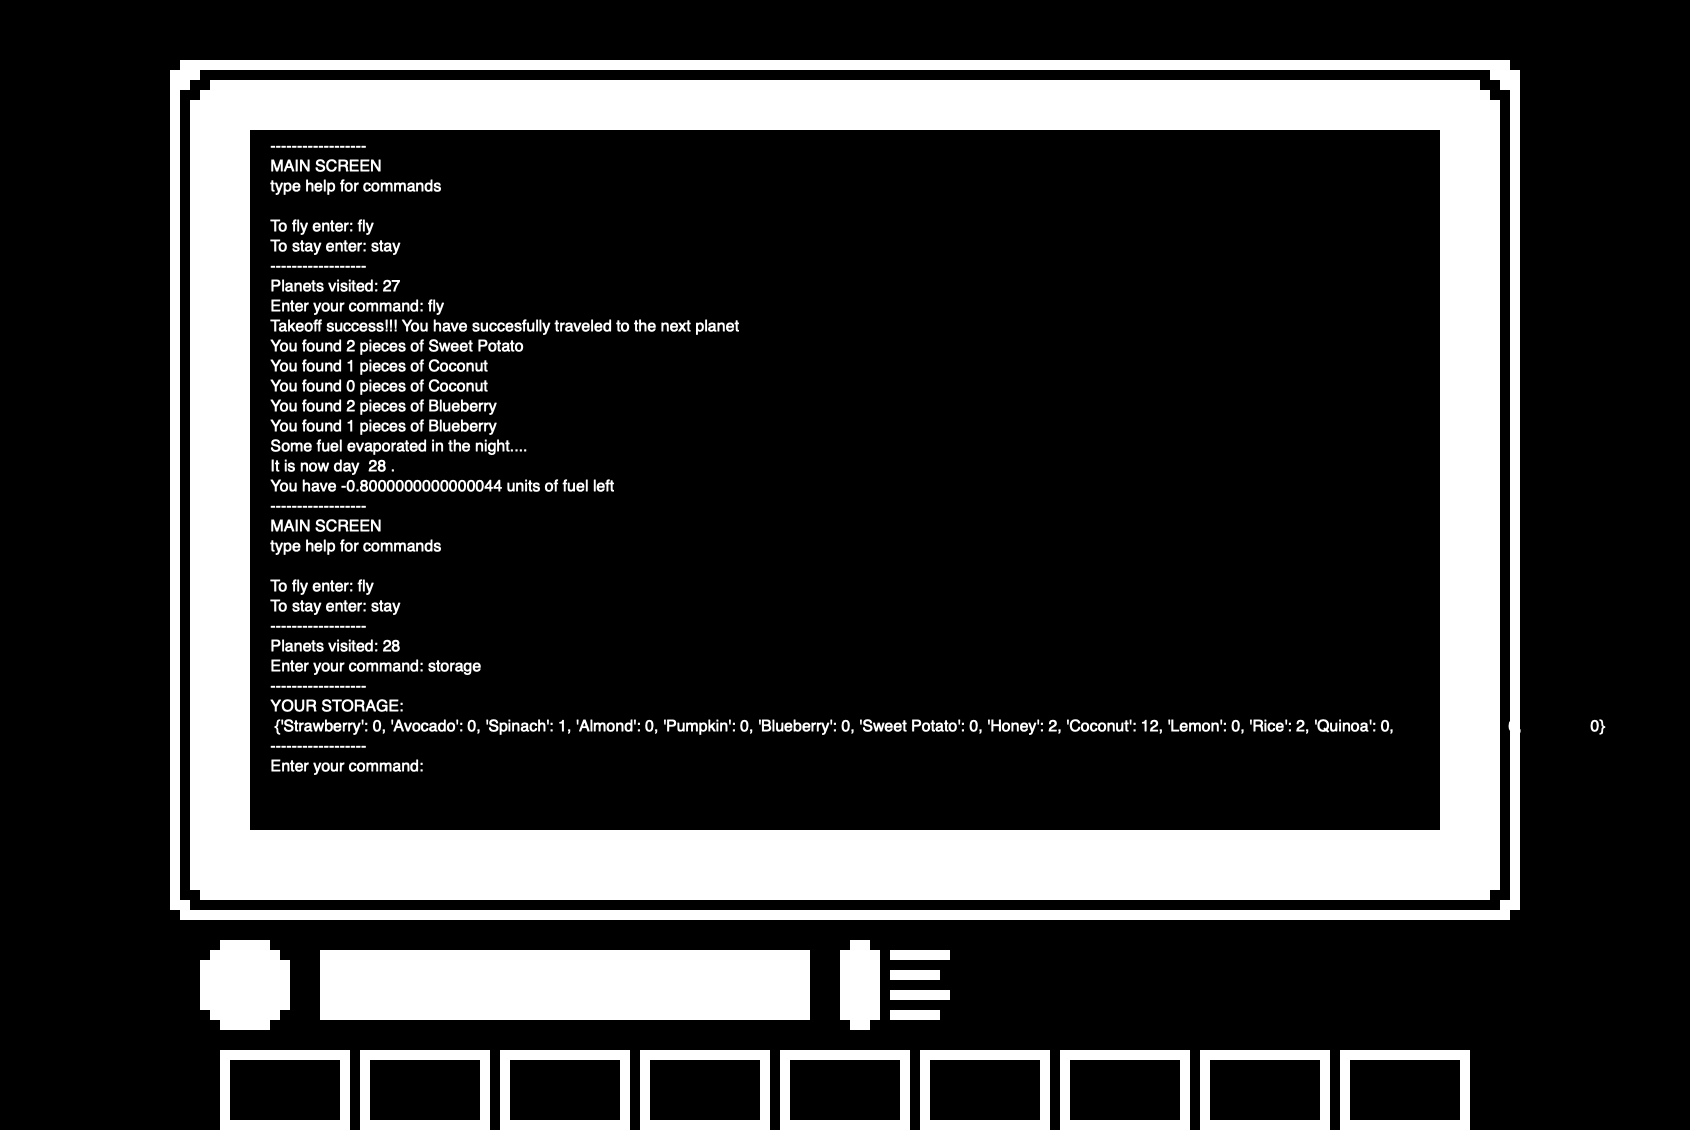 ------------------
MAIN SCREEN
type help for commands
To fly enter: fly
To stay enter: stay
------------------
Planets visited: 27
Enter your command: fly
Takeoff success!!! You have succesfully traveled to the next planet
You found 2 pieces of Sweet Potato
You found 1 pieces of Coconut
You found 0 pieces of Coconut
You found 2 pieces of Blueberry
You found 1 pieces of Blueberry
Some fuel evaporated in the night....
It is now day  28 .
You have -0.8000000000000044 units of fuel left
------------------
MAIN SCREEN
type help for commands
To fly enter: fly
To stay enter: stay
------------------
Planets visited: 28
Enter your command: storage
------------------
YOUR STORAGE:
{'Strawberry': 0, 'Avocado': 0, 'Spinach': 1, 'Almond': 0, 'Pumpkin': 0, 'Blueberry': 0, 'Sweet Potato': 0, 'Honey': 2, 'Coconut': 12, 'Lemon': 0, 'Rice': 2, 'Quinoa': 0, 0}
------------------
Enter your command: